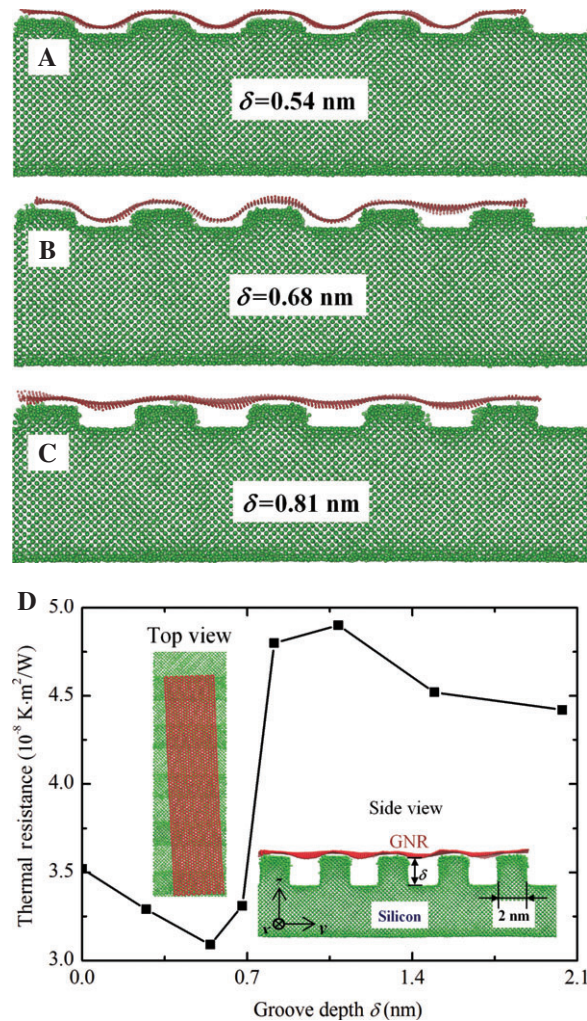 A
δ=0.54 nm
B
δ=0.68 nm
C
δ=0.81 nm
D
5.0
4.5
4.0
3.5
3.0
Thermal resistance (10⁻⁸ K·m²/W)
Top view
Side view
GNR
δ
Silicon
2 nm
z
x
y
0.0
0.7
1.4
2.1
Groove depth δ (nm)